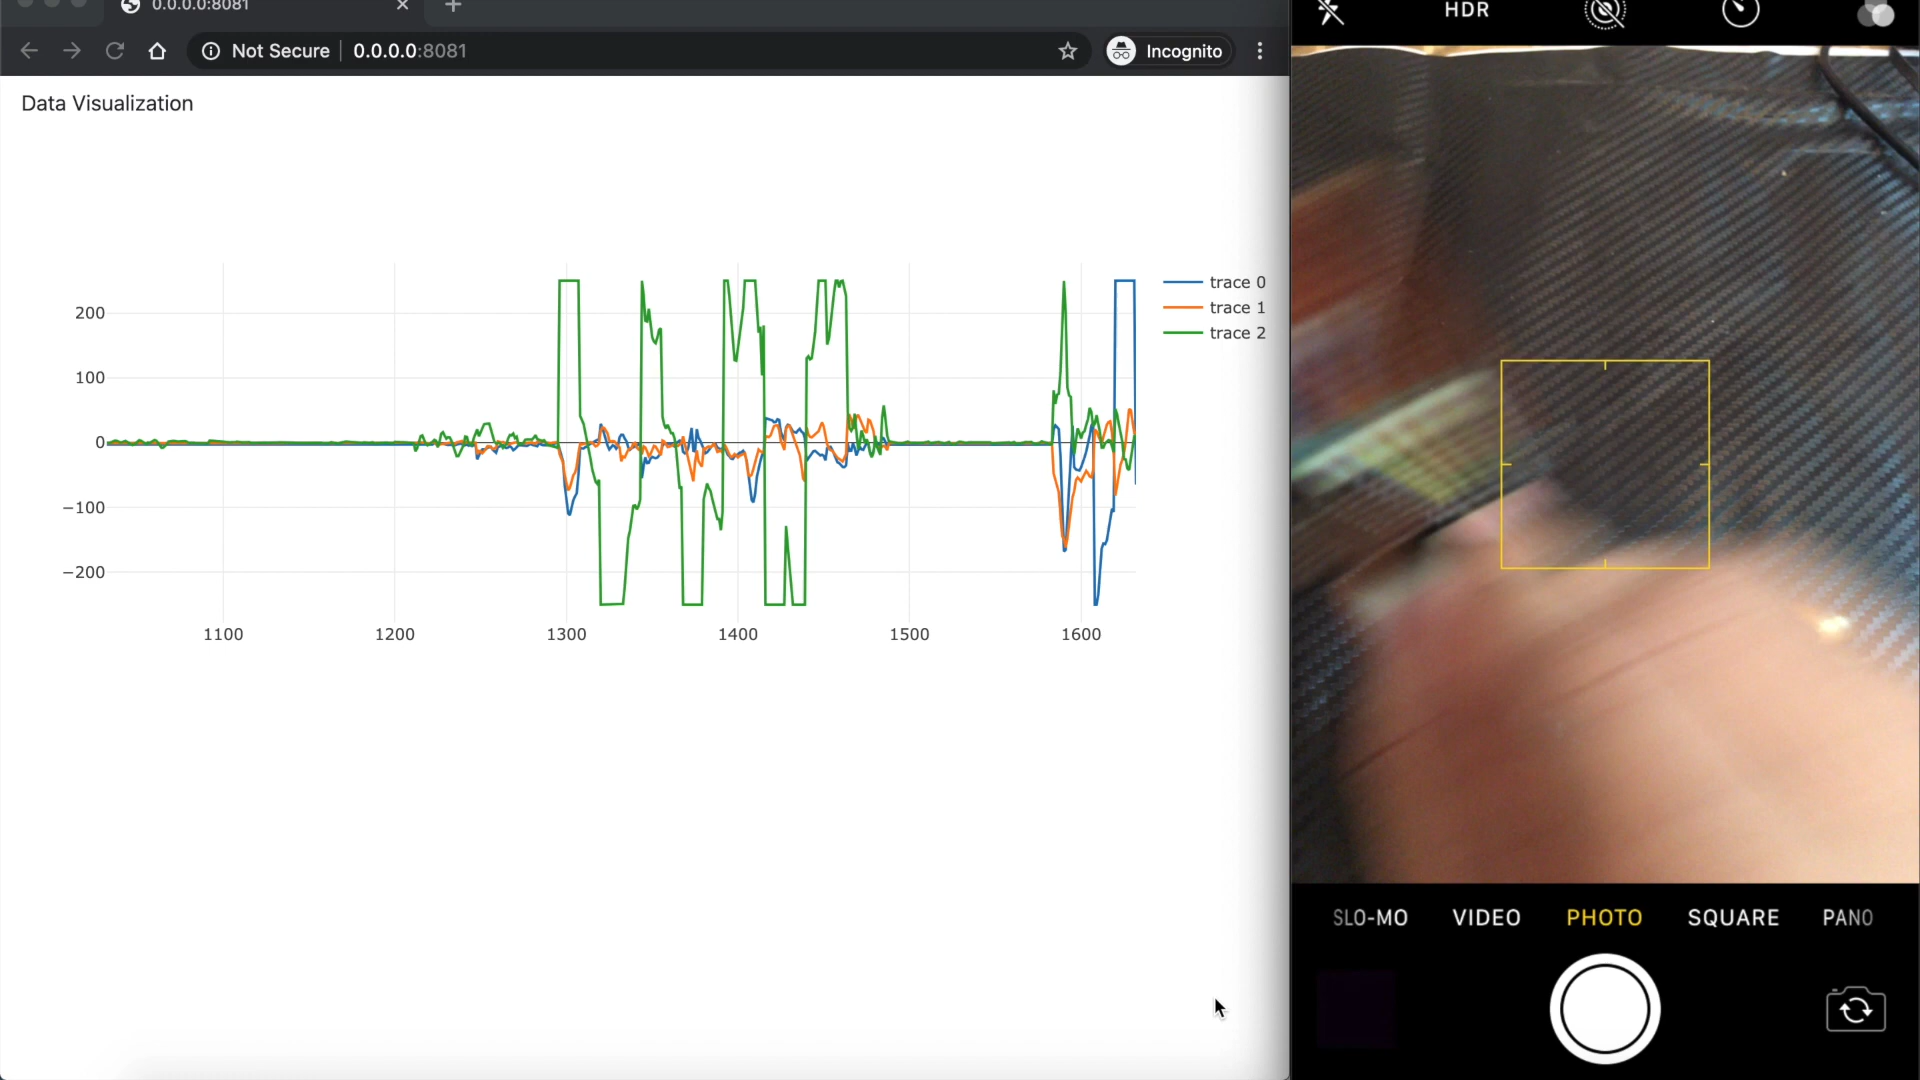 0.0.0.0:8081
Not Secure
0.0.0.0:8081
Incognito
Data Visualization
trace 0
trace 1
trace 2
200
100
0
−100
−200
1100
1200
1300
1400
1500
1600
HDR
SLO-MO
VIDEO
PHOTO
SQUARE
PANO